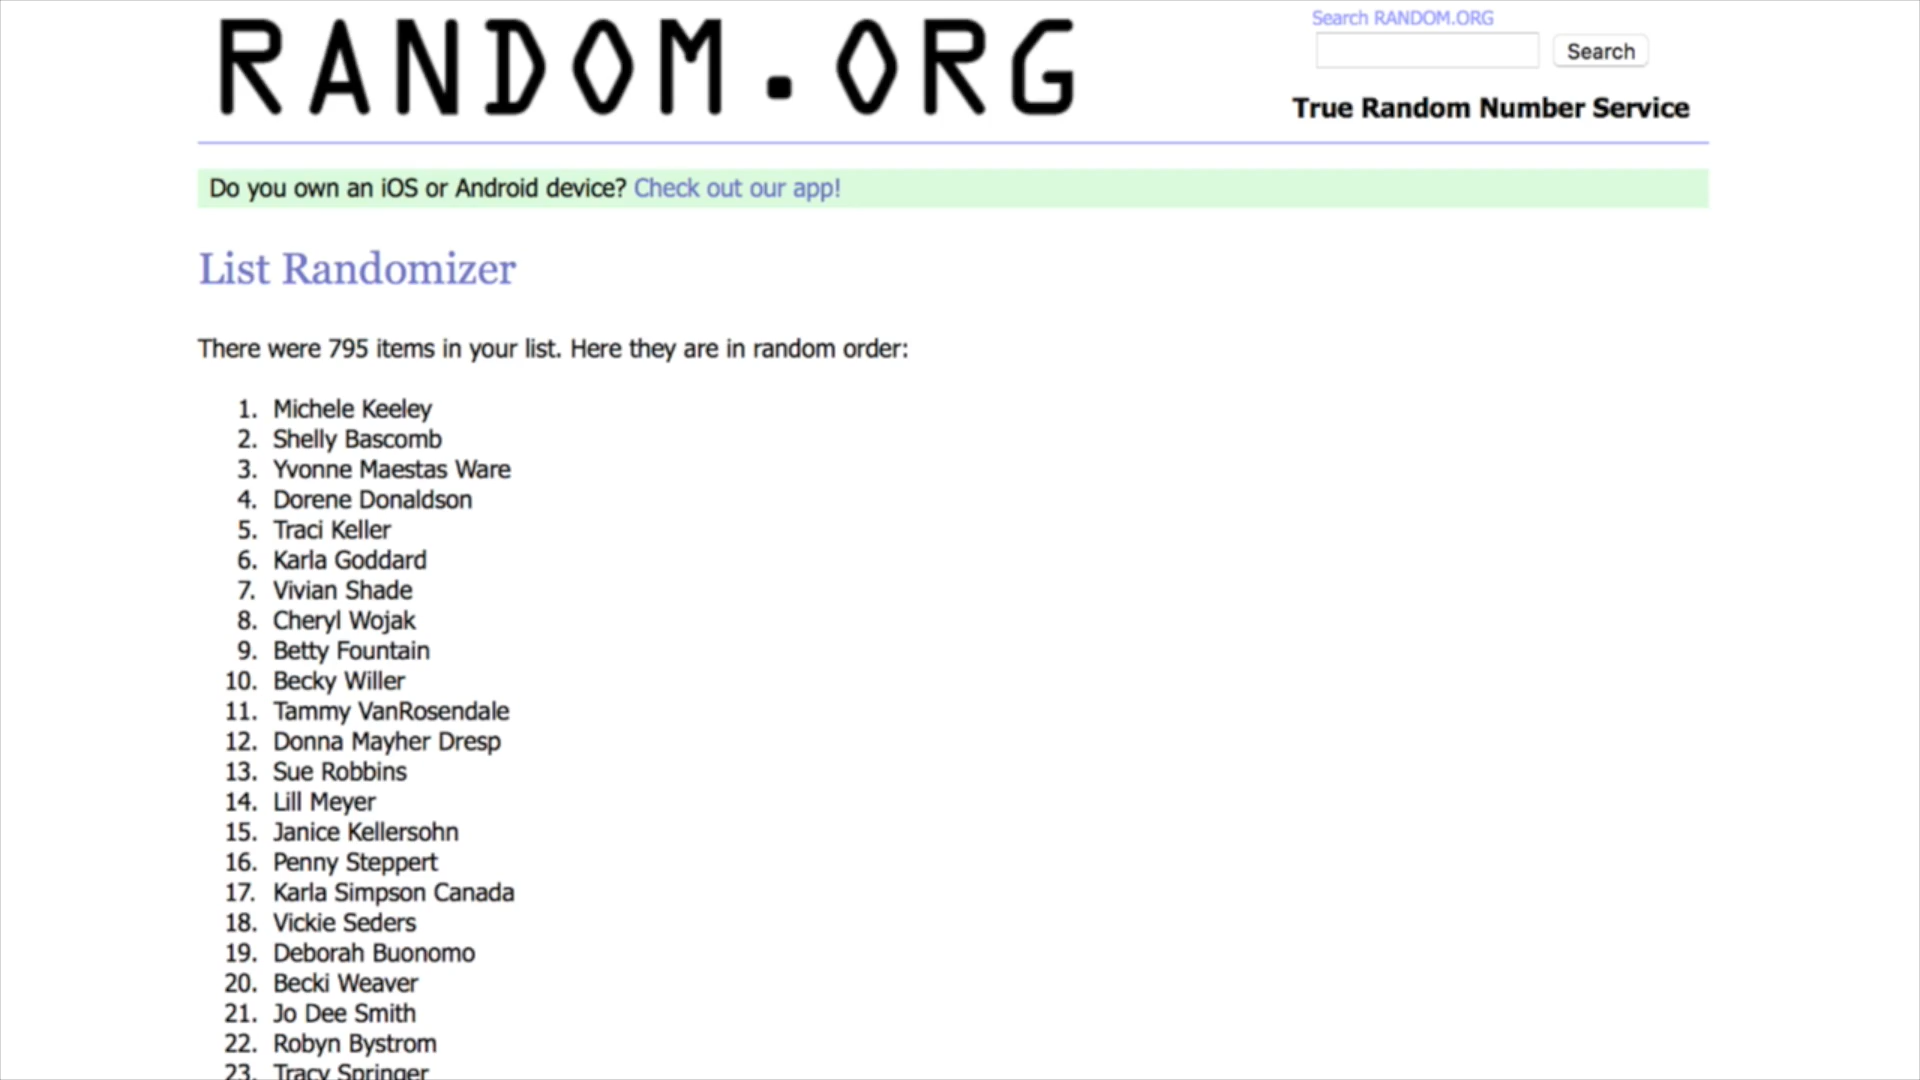 RANDOM.ORG
Search RANDOM.ORG
Search
True Random Number Service
Do you own an iOS or Android device? Check out our app!
List Randomizer
There were 795 items in your list. Here they are in random order:
1. Michele Keeley
2. Shelly Bascomb
3. Yvonne Maestas Ware
4. Dorene Donaldson
5. Traci Keller
6. Karla Goddard
7. Vivian Shade
8. Cheryl Wojak
9. Betty Fountain
10. Becky Willer
11. Tammy VanRosendale
12. Donna Mayher Dresp
13. Sue Robbins
14. Lill Meyer
15. Janice Kellersohn
16. Penny Steppert
17. Karla Simpson Canada
18. Vickie Seders
19. Deborah Buonomo
20. Becki Weaver
21. Jo Dee Smith
22. Robyn Bystrom
23. Tracy Springer